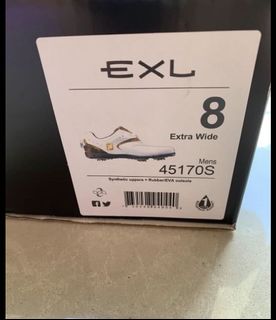 EXL
8
Extra Wide
Mens
45170S
Synthetic uppers • Rubber/EVA outsole